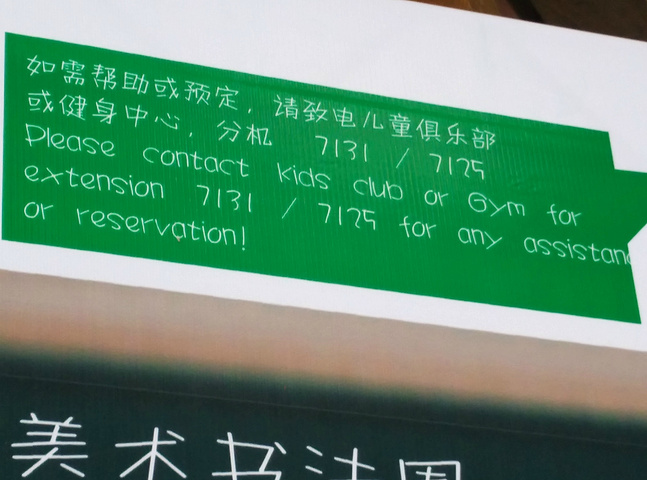 如需帮助或预定，请致电儿童俱乐部
或健身中心，分机 7131 / 7125
Please contact kids club or Gym for
extension 7131 / 7125 for any assistan
or reservation!
美术书法